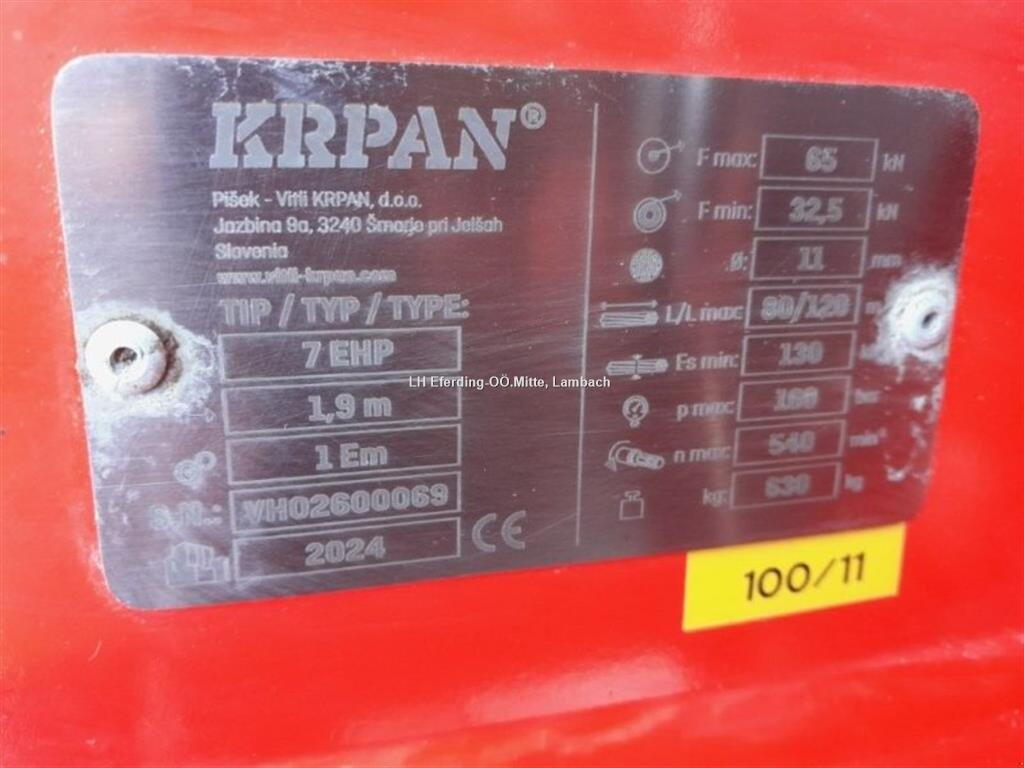 KRPAN®
Pišek - Vitli KRPAN, d.o.o.
Jazbina 9a, 3240 Šmarje pri Jelšah
Slovenia
www.vitli-krpan.com
TIP / TYP / TYPE:
7 EHP
1,9 m
1 Em
S.N.: VH02600069
2024
CE
F max: 65 kN
F min: 32,5 kN
Ø: 11 mm
L/L max: 80/120 m
Fs min: 130
p max: 160 bar
n max: 540 min⁻¹
kg: 630 kg
100/11
LH Eferding-OÖ.Mitte, Lambach